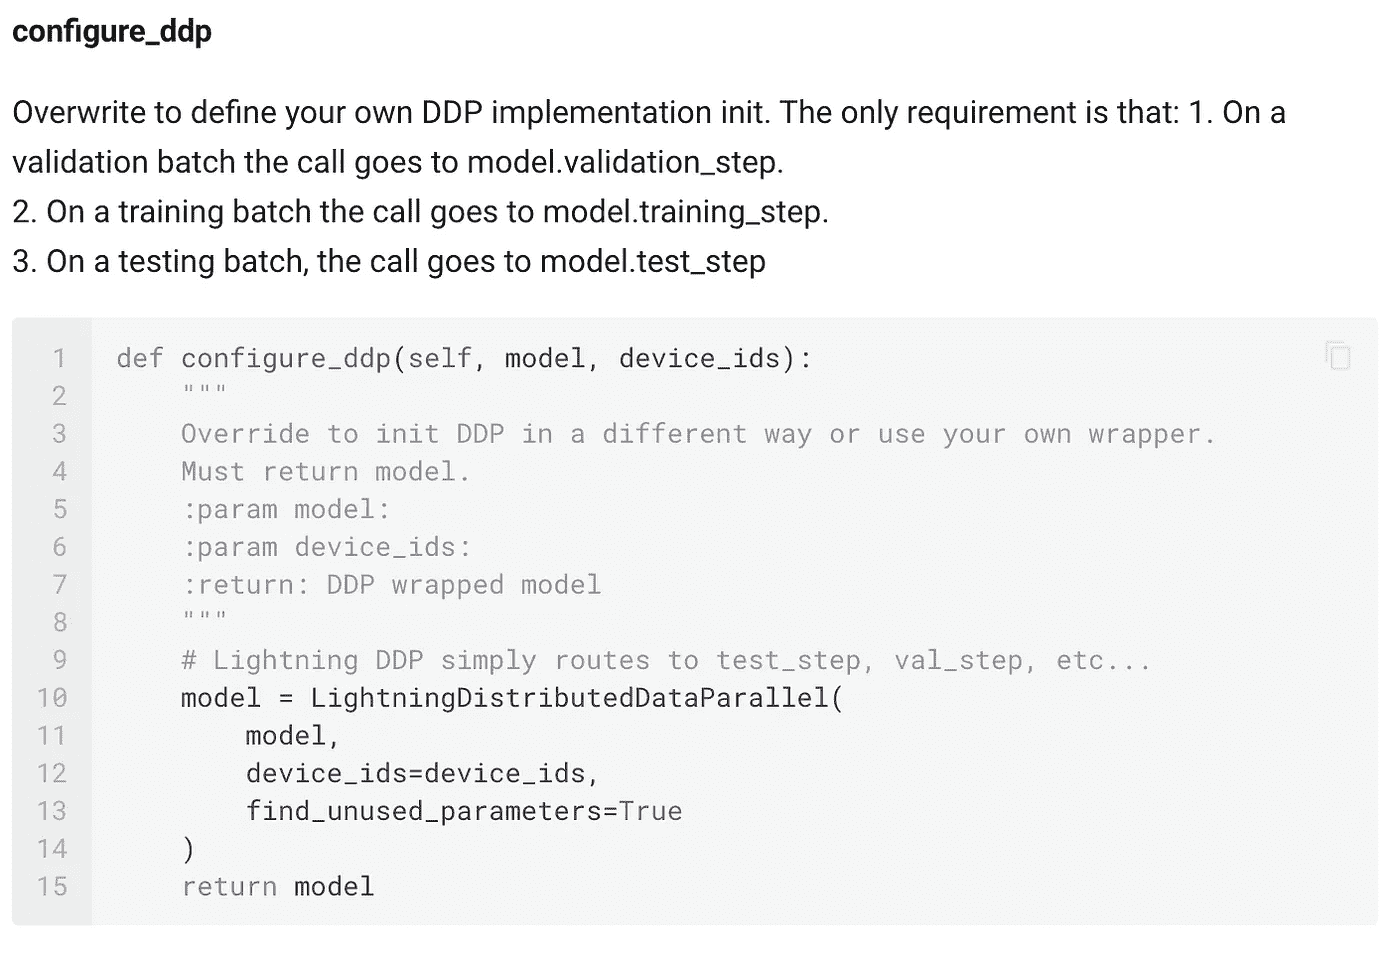 configure_ddp
Overwrite to define your own DDP implementation init. The only requirement is that: 1. On a
validation batch the call goes to model.validation_step.
2. On a training batch the call goes to model.training_step.
3. On a testing batch, the call goes to model.test_step
1 def configure_ddp(self, model, device_ids):
2     """
3     Override to init DDP in a different way or use your own wrapper.
4     Must return model.
5     :param model:
6     :param device_ids:
7     :return: DDP wrapped model
8     """
9     # Lightning DDP simply routes to test_step, val_step, etc...
10     model = LightningDistributedDataParallel(
11         model,
12         device_ids=device_ids,
13         find_unused_parameters=True
14     )
15     return model